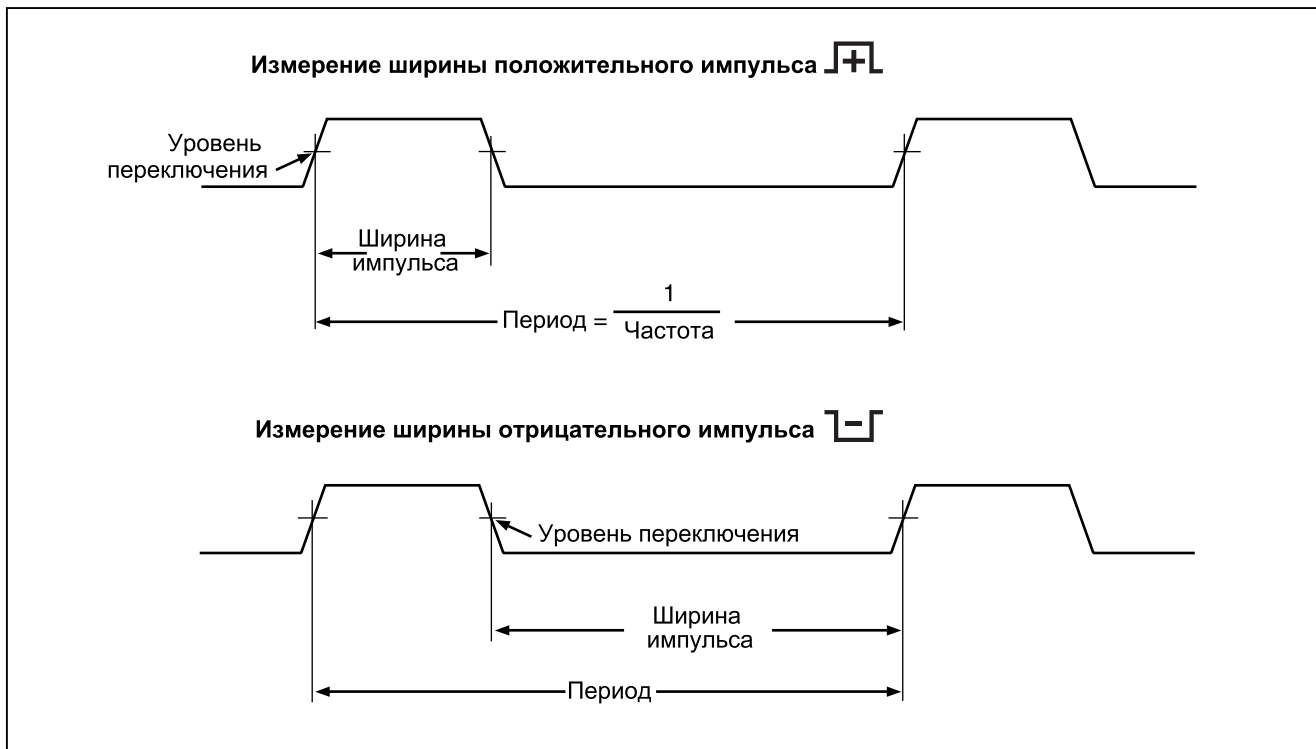 Измерение ширины положительного импульса +
Уровень
переключения
Ширина
импульса
Период = 1
Частота
Измерение ширины отрицательного импульса -
Уровень переключения
Ширина
импульса
Период